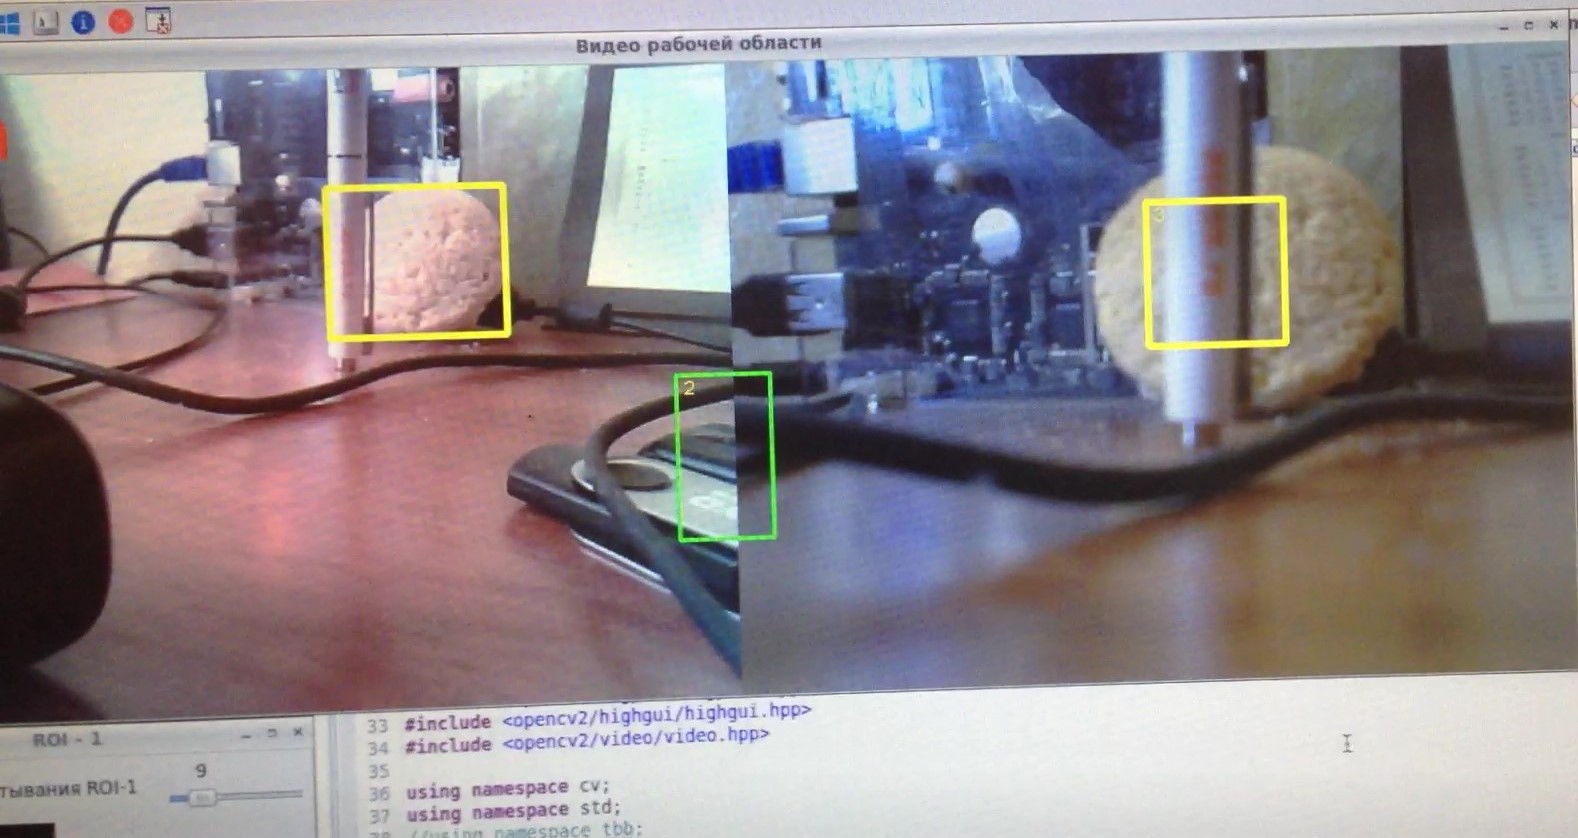 Видео рабочей области
2
3
33 #include <opencv2/highgui/highgui.hpp>
34 #include <opencv2/video/video.hpp>
35
36 using namespace cv;
37 using namespace std;
38 //using namespace tbb;
ROI - 1
9
тывания ROI-1